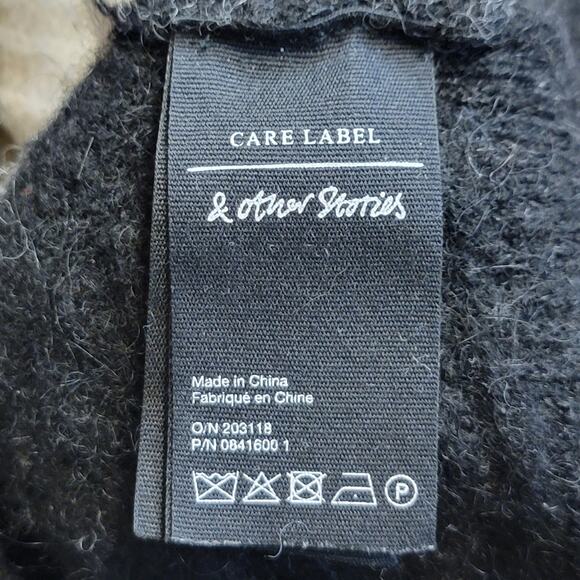 CARE LABEL
& other Stories
Made in China
Fabriqué en Chine
O/N 203118
P/N 0841600 1
P